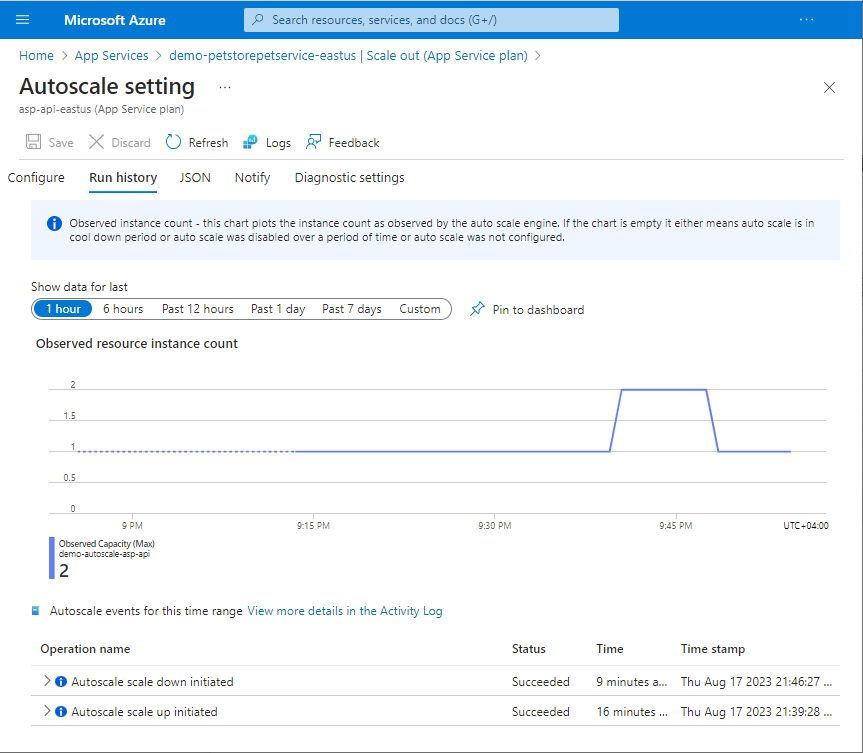 Microsoft Azure
Search resources, services, and docs (G+/)
Home > App Services > demo-petstorepetservice-eastus | Scale out (App Service plan) >
Autoscale setting ...
asp-api-eastus (App Service plan)
Save Discard Refresh Logs Feedback
Configure Run history JSON Notify Diagnostic settings
Observed instance count - this chart plots the instance count as observed by the auto scale engine. If the chart is empty it either means auto scale is in
cool down period or auto scale was disabled over a period of time or auto scale was not configured.
Show data for last
1 hour 6 hours Past 12 hours Past 1 day Past 7 days Custom Pin to dashboard
Observed resource instance count
2
1.5
1
0.5
0
9 PM 9:15 PM 9:30 PM 9:45 PM UTC+04:00
Observed Capacity (Max)
demo-autoscale-asp-api
2
Autoscale events for this time range View more details in the Activity Log
Operation name Status Time Time stamp
Autoscale scale down initiated Succeeded 9 minutes a... Thu Aug 17 2023 21:46:27 ...
Autoscale scale up initiated Succeeded 16 minutes ... Thu Aug 17 2023 21:39:28 ...